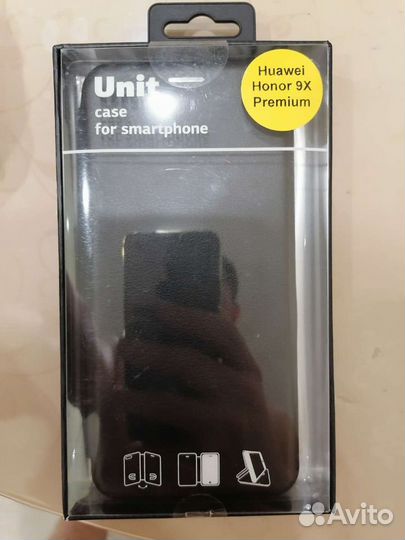 Unit
case
for smartphone
Huawei
Honor 9X
Premium
Avito